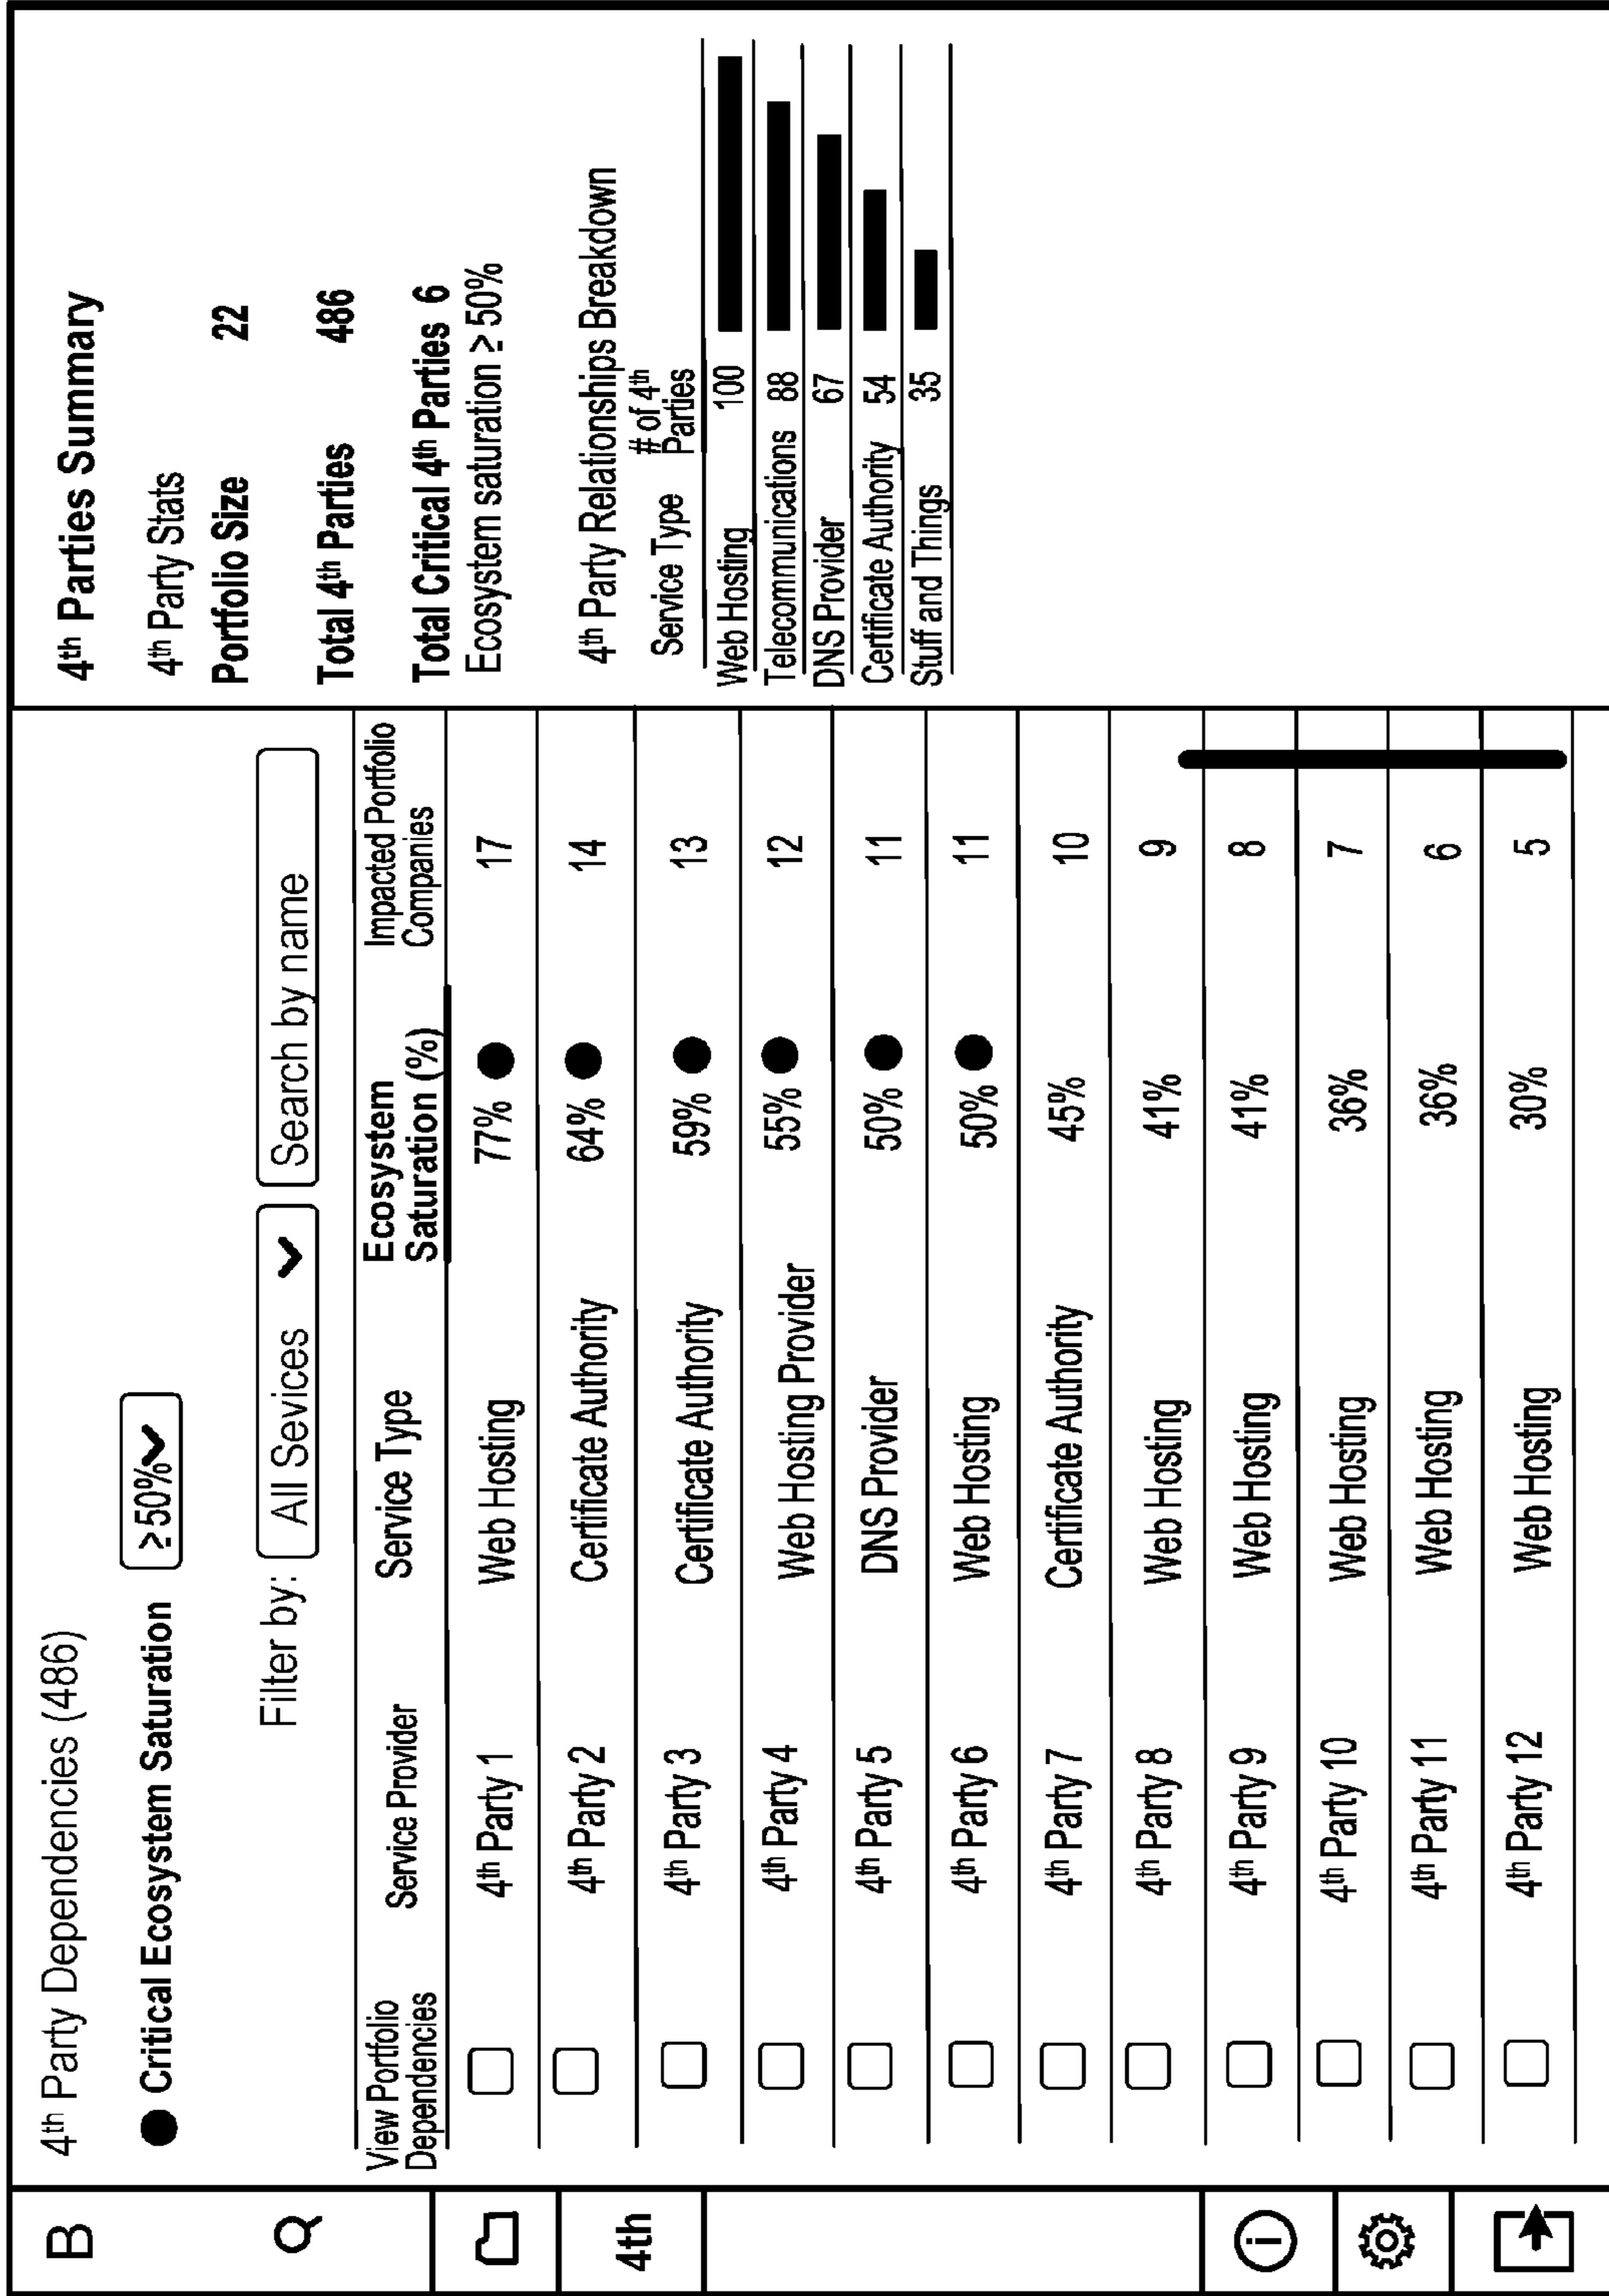 B
4th
4th Party Dependencies (486)
Critical Ecosystem Saturation ≥50%
Filter by: All Sevices Search by name
View Portfolio Dependencies Service Provider Service Type Ecosystem Saturation (%) Impacted Portfolio Companies
4th Party 1 Web Hosting 77% 17
4th Party 2 Certificate Authority 64% 14
4th Party 3 Certificate Authority 59% 13
4th Party 4 Web Hosting Provider 55% 12
4th Party 5 DNS Provider 50% 11
4th Party 6 Web Hosting 50% 11
4th Party 7 Certificate Authority 45% 10
4th Party 8 Web Hosting 41% 9
4th Party 9 Web Hosting 41% 8
4th Party 10 Web Hosting 36% 7
4th Party 11 Web Hosting 36% 6
4th Party 12 Web Hosting 30% 5
4th Parties Summary
4th Party Stats
Portfolio Size 22
Total 4th Parties 486
Total Critical 4th Parties 6
Ecosystem saturation ≥ 50%
4th Party Relationships Breakdown
Service Type # of 4th Parties
Web Hosting 100
Telecommunications 88
DNS Provider 67
Certificate Authority 54
Stuff and Things 35